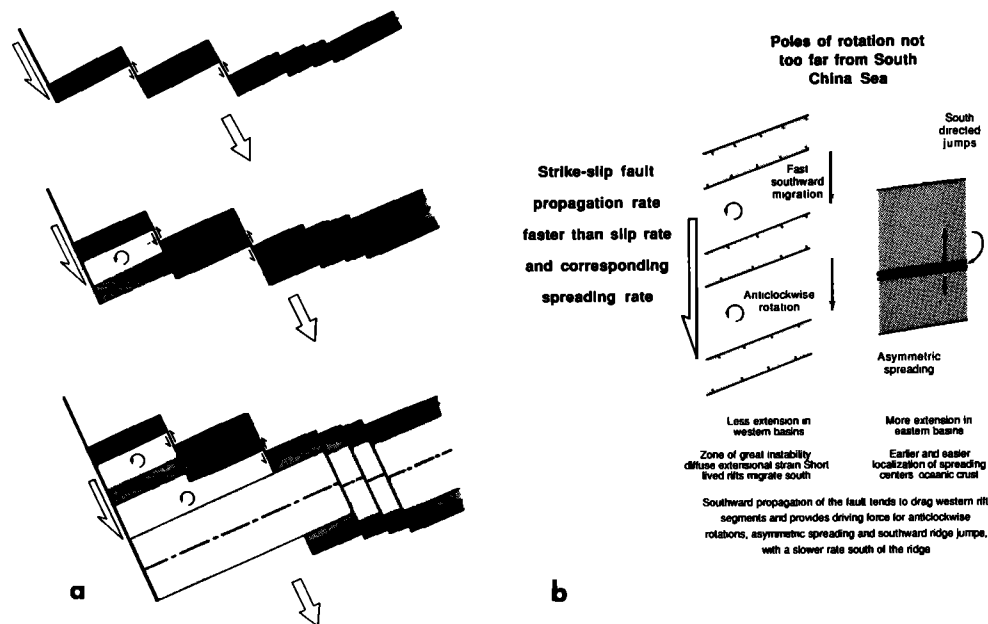 Poles of rotation not
too far from South
China Sea
South
directed
jumps
Strike-slip fault
propagation rate
faster than slip rate
and corresponding
spreading rate
Fast
southward
migration
Anticlockwise
rotation
Asymmetric
spreading
Less extension in
western basins
More extension in
eastern basins
Zone of great instability
diffuse extensional strain Short
lived rifts migrate south
Earlier and easier
localization of spreading
centers oceanic crust
Southward propagation of the fault tends to drag western rift
segments and provides driving force for anticlockwise
rotations, asymmetric spreading and southward ridge jumps,
with a slower rate south of the ridge
a
b